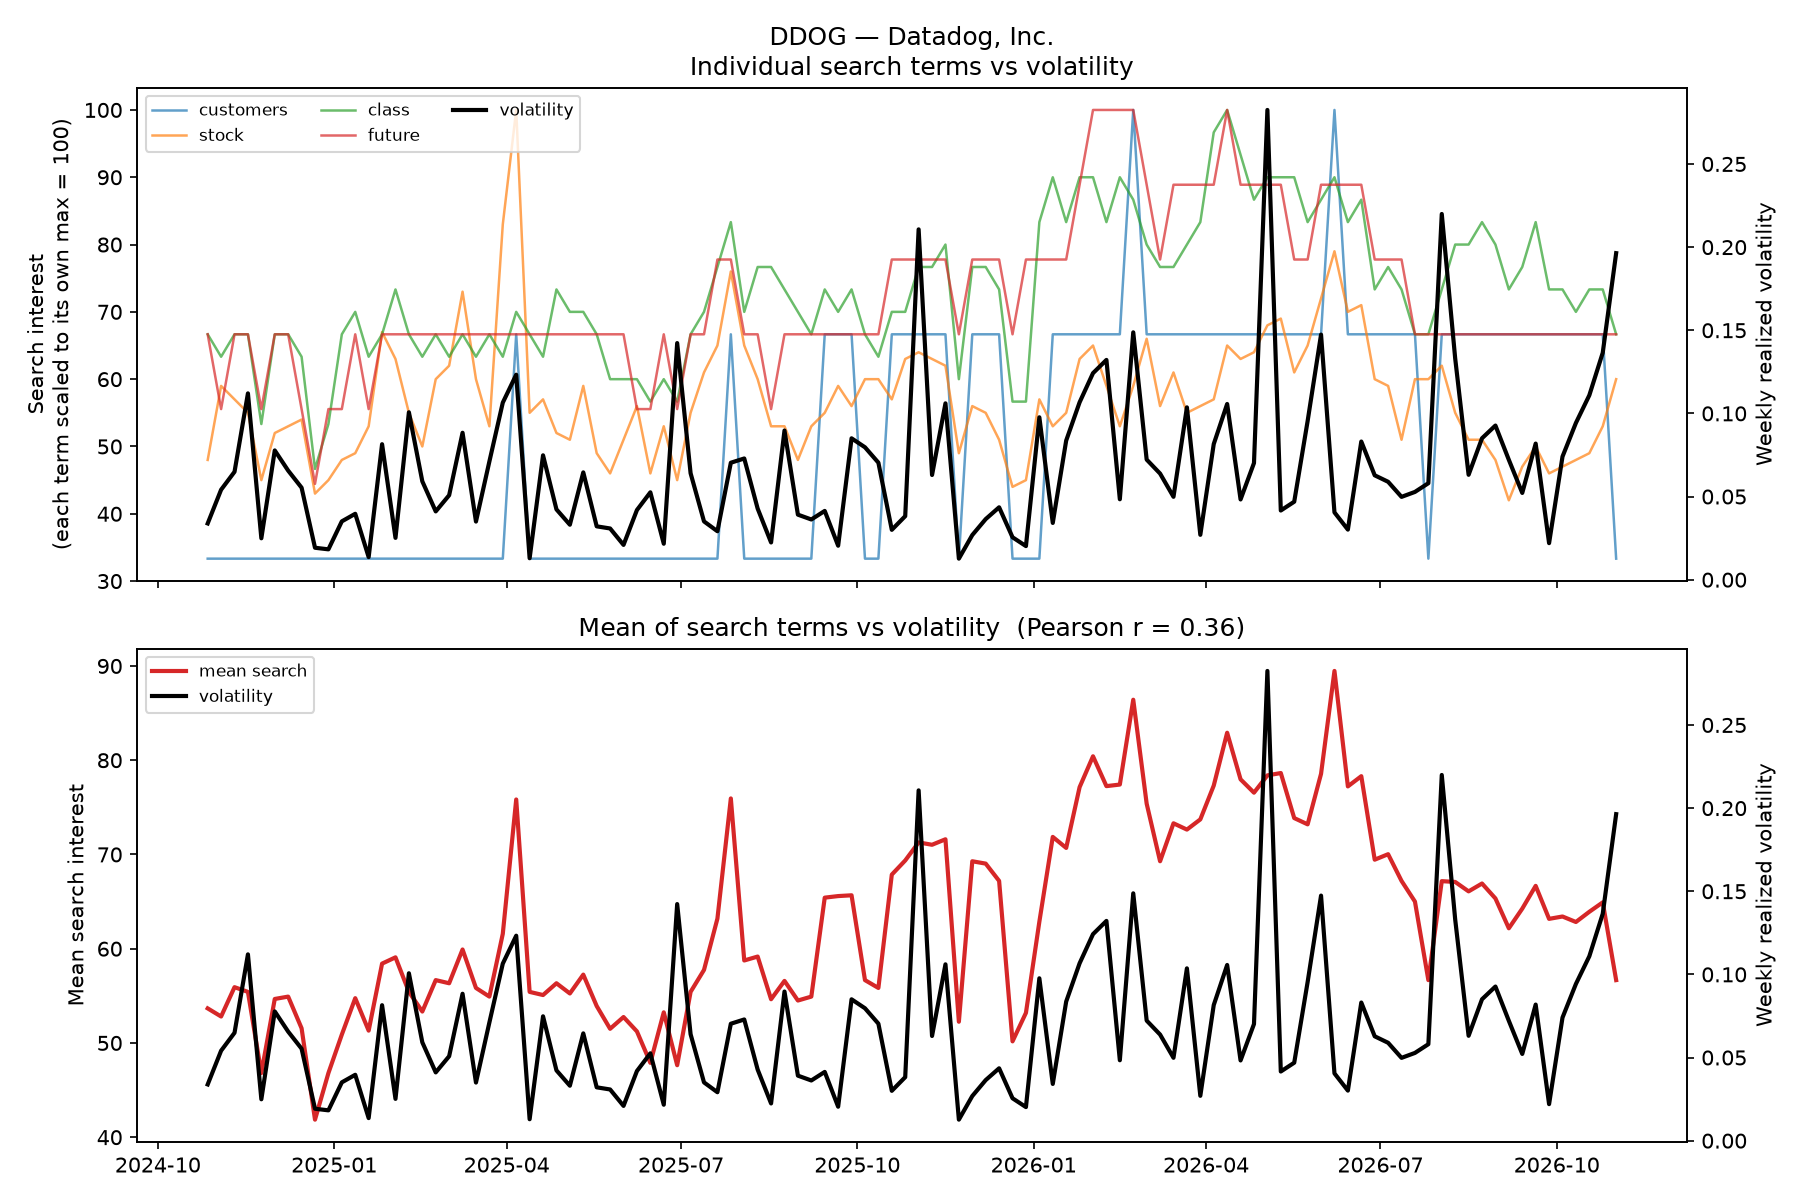 DDOG — Datadog, Inc.
Individual search terms vs volatility
customers
stock
class
future
volatility
Search interest
(each term scaled to its own max = 100)
100
90
80
70
60
50
40
30
Weekly realized volatility
0.25
0.20
0.15
0.10
0.05
0.00
Mean of search terms vs volatility (Pearson r = 0.36)
mean search
volatility
Mean search interest
90
80
70
60
50
40
Weekly realized volatility
0.25
0.20
0.15
0.10
0.05
0.00
2024-10
2025-01
2025-04
2025-07
2025-10
2026-01
2026-04
2026-07
2026-10